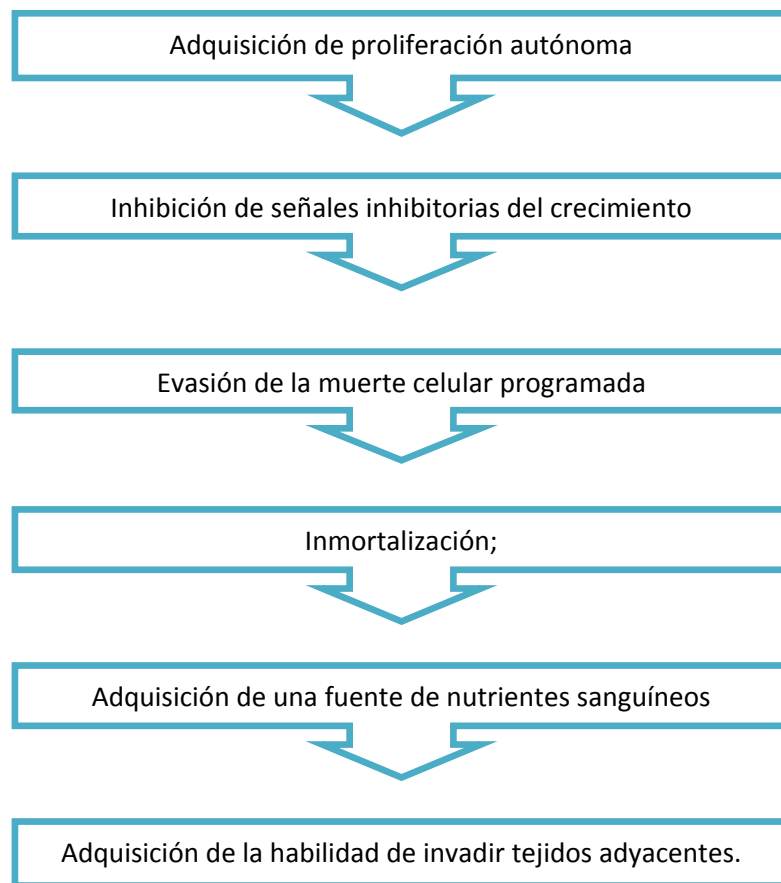 Adquisición de proliferación autónoma
Inhibición de señales inhibitorias del crecimiento
Evasión de la muerte celular programada
Inmortalización;
Adquisición de una fuente de nutrientes sanguíneos
Adquisición de la habilidad de invadir tejidos adyacentes.